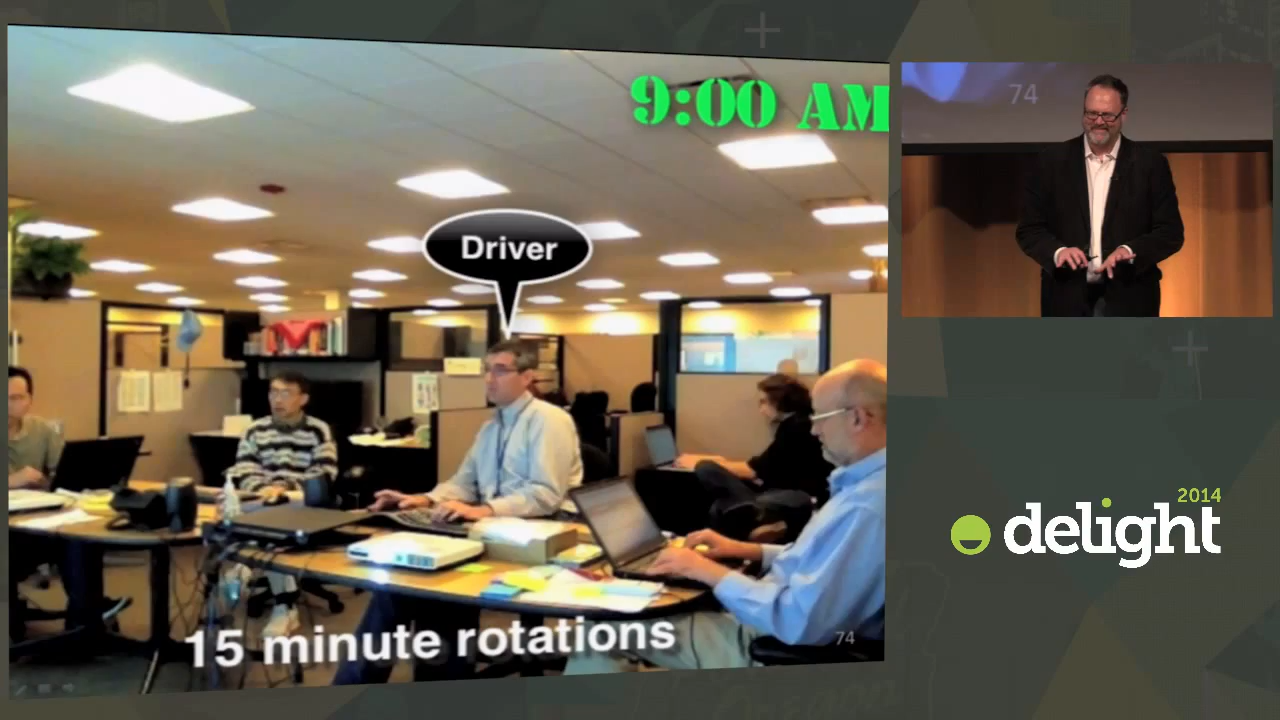 9:00 AM
Driver
15 minute rotations
74
74
2014
delight